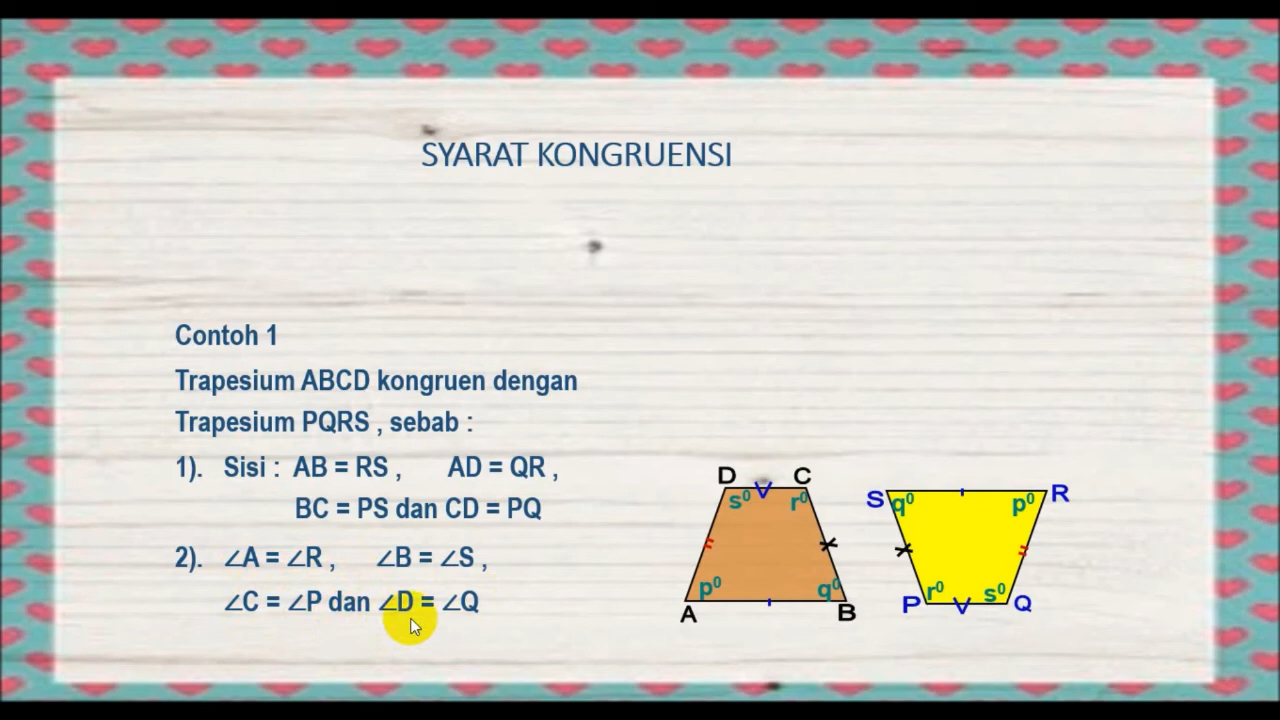 SYARAT KONGRUENSI
Contoh 1
Trapesium ABCD kongruen dengan
Trapesium PQRS , sebab :
1). Sisi : AB = RS , AD = QR ,
BC = PS dan CD = PQ
2). ∠A = ∠R , ∠B = ∠S ,
∠C = ∠P dan ∠D = ∠Q
D C
s⁰ r⁰
p⁰ q⁰
A B
S R
q⁰ p⁰
r⁰ s⁰
P Q